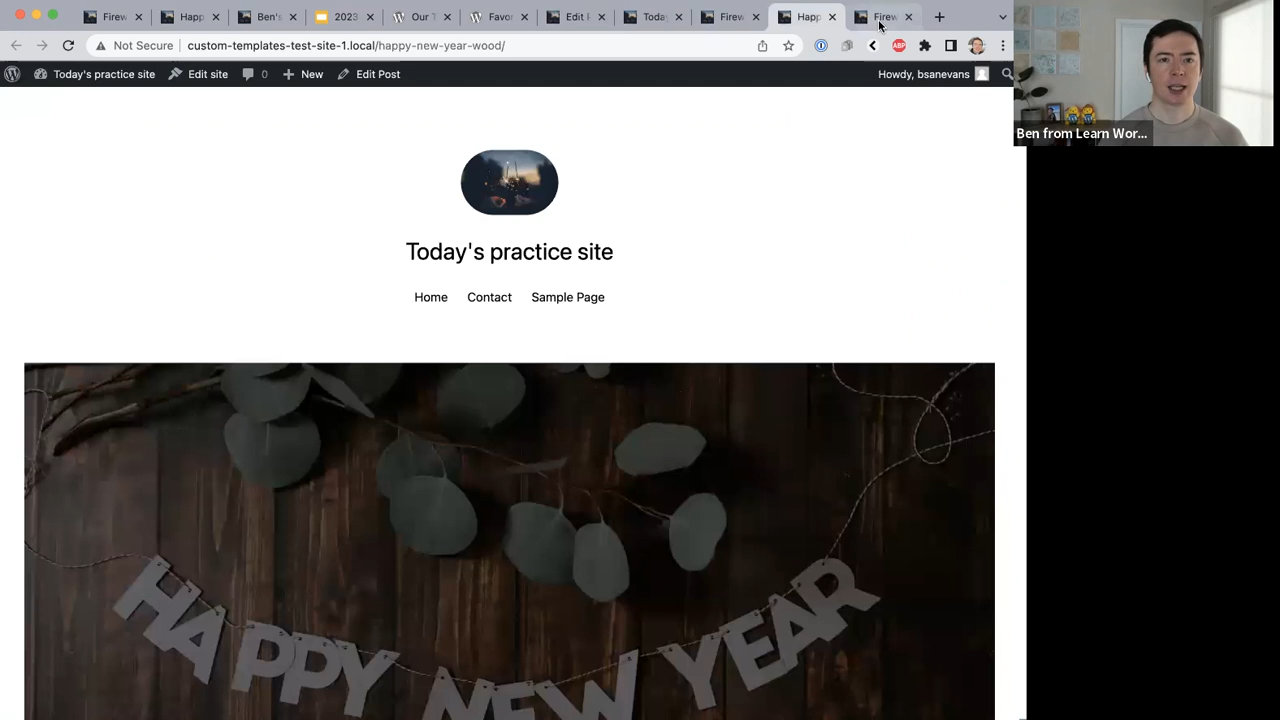 Firew
Happ
Ben's
2023
Our T
Favor
Edit
Today
Firew
Happ
Firew
Not Secure
custom-templates-test-site-1.local/happy-new-year-wood/
ABP
Today's practice site
Edit site
0
New
Edit Post
Howdy, bsanevans
Ben from Learn Wor...
Today's practice site
Home Contact Sample Page
HAPPY NEW YEAR